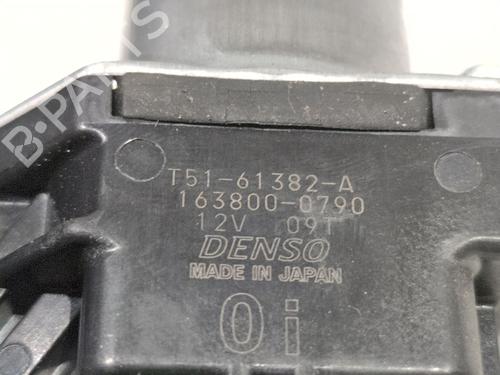 B-PARTS
T51-61382-A
163800-0790
12V 09T
DENSO
MADE IN JAPAN
0i